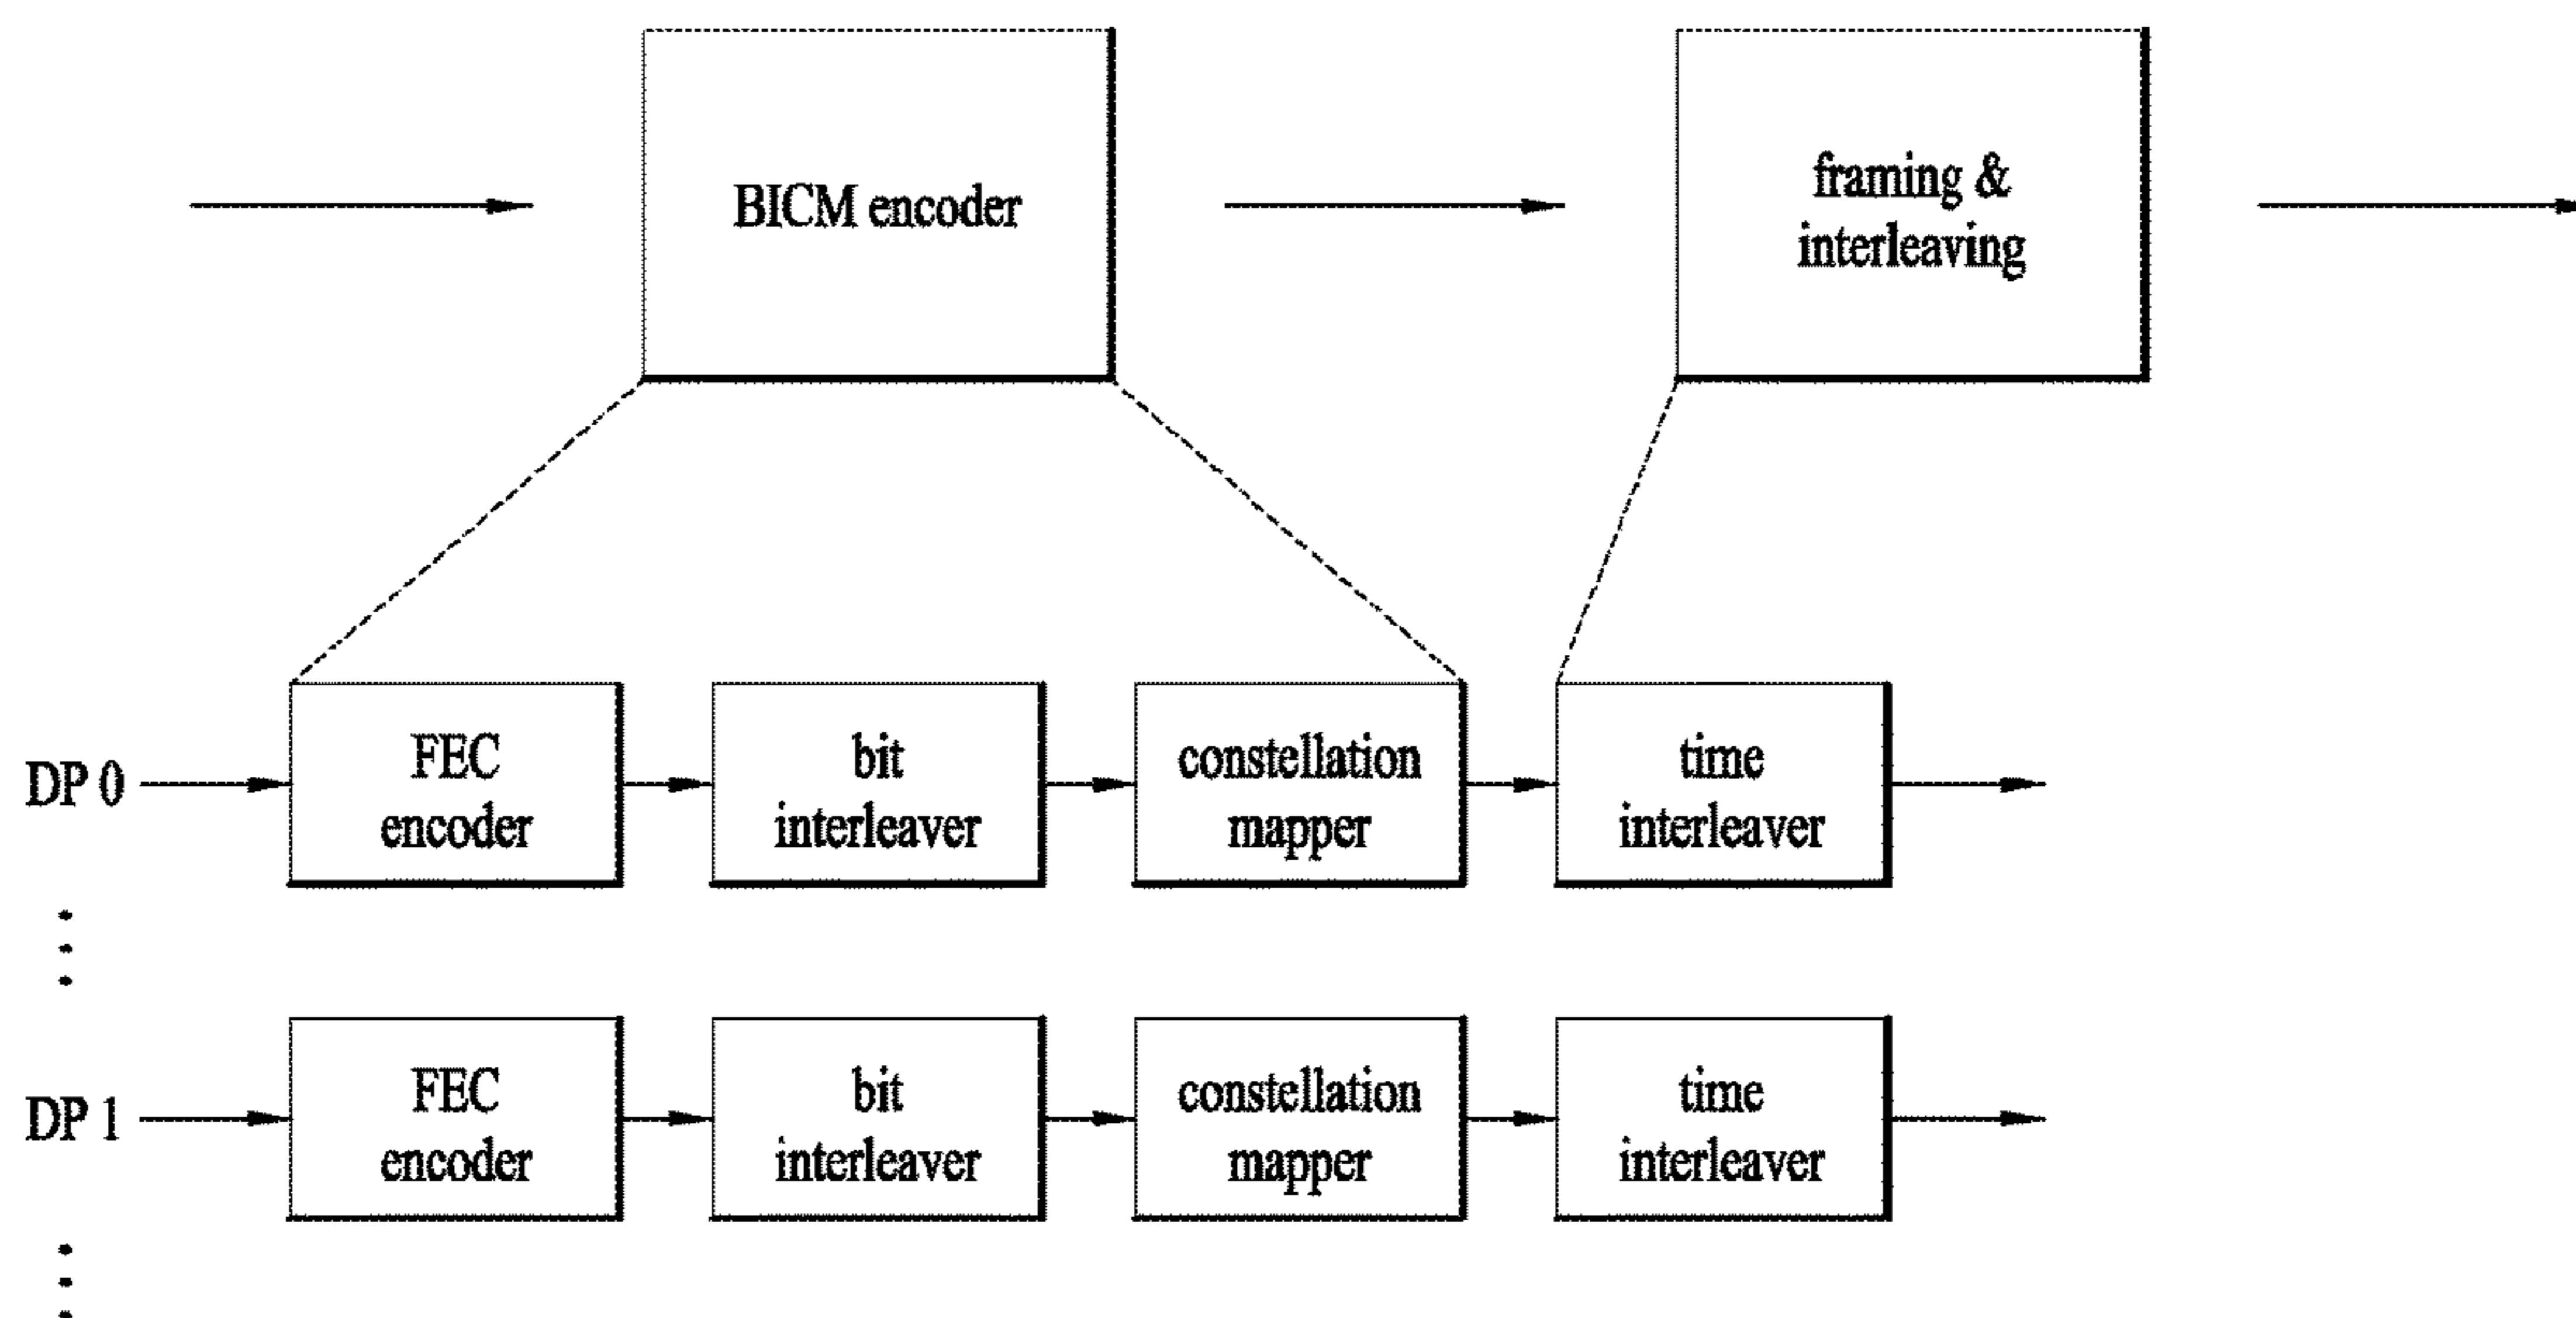 BICM encoder
framing &
interleaving
DP 0
FEC
encoder
bit
interleaver
constellation
mapper
time
interleaver
DP 1
FEC
encoder
bit
interleaver
constellation
mapper
time
interleaver